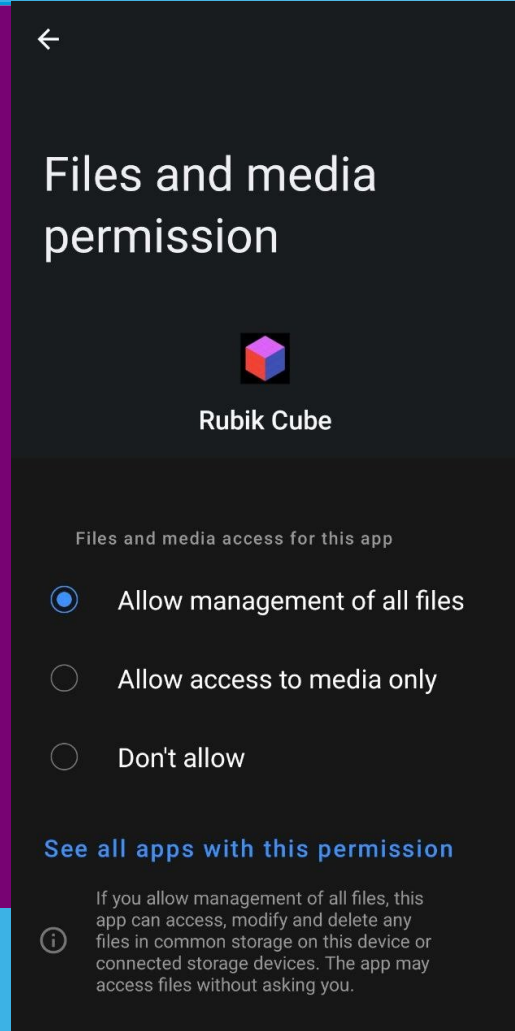 Files and media
permission
Rubik Cube
Files and media access for this app
Allow management of all files
Allow access to media only
Don't allow
See all apps with this permission
If you allow management of all files, this
app can access, modify and delete any
files in common storage on this device or
connected storage devices. The app may
access files without asking you.